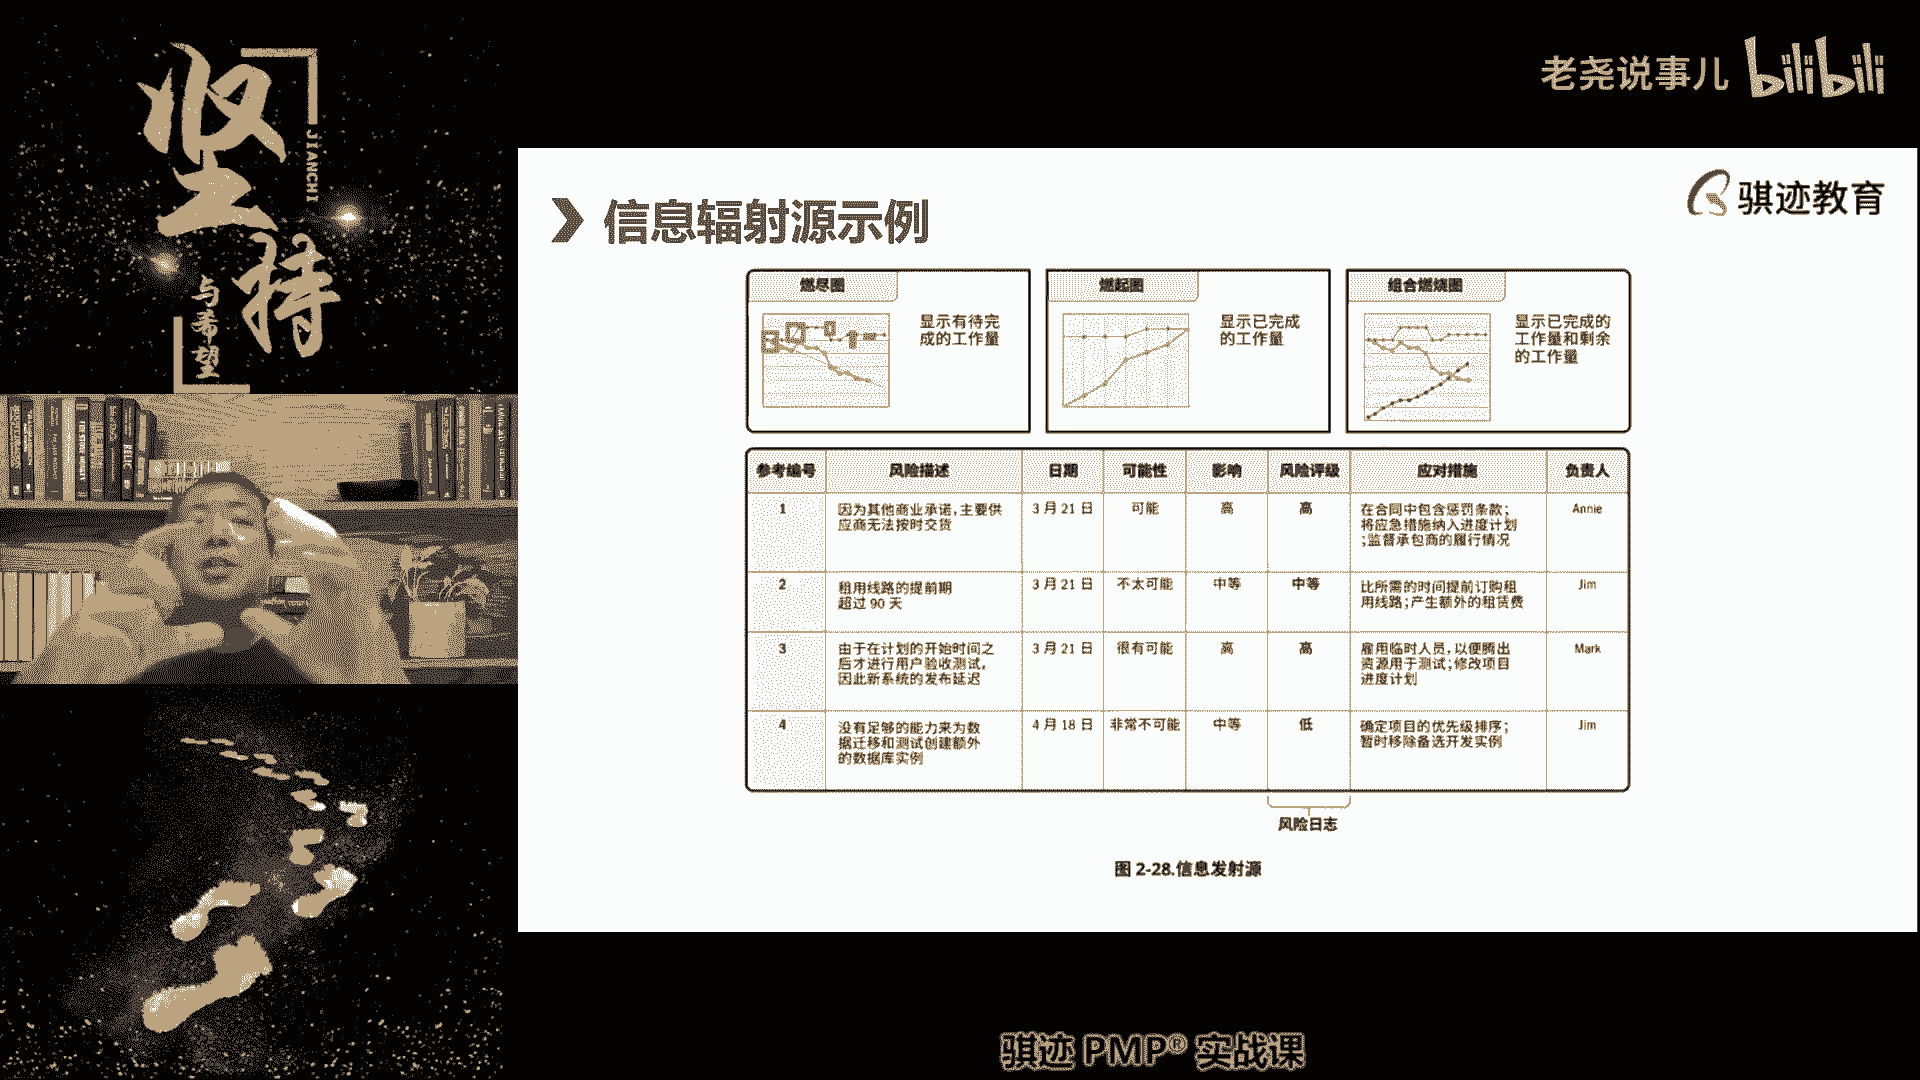 坚持
JIANCHI
与希望
老尧说事儿 bilibili
骐迹教育
信息辐射源示例
燃尽图
显示有待完
成的工作量
燃起图
显示已完成
的工作量
组合燃烧图
显示已完成的
工作量和剩余
的工作量
参考编号 风险描述 日期 可能性 影响 风险评级 应对措施 负责人
1 因为其他商业承诺,主要供
应商无法按时交货
3 月 21 日 可能 高 高
在合同中包含惩罚条款;
将应急措施纳入进度计划
;监督承包商的履行情况
Annie
2 租用线路的提前期
超过 90 天
3 月 21 日 不太可能 中等 中等
比所需的时间提前订购租
用线路;产生额外的租赁费
Jim
3 由于在计划的开始时间之
后才进行用户验收测试,
因此新系统的发布延迟
3 月 21 日 很有可能 高 高
雇用临时人员,以便腾出
资源用于测试;修改项目
进度计划
Mark
4 没有足够的能力来为数
据迁移和测试创建额外
的数据库实例
4 月 18 日 非常不可能 中等 低
确定项目的优先级排序;
暂时移除备选开发实例
Jim
风险日志
图 2-28.信息发射源
骐迹 PMP® 实战课